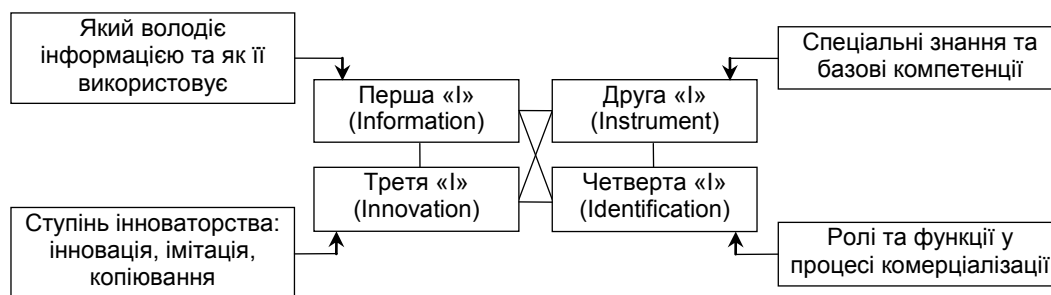 Який володіє
інформацією та як її
використовує
Спеціальні знання та
базові компетенції
Перша «І»
(Information)
Друга «І»
(Instrument)
Третя «І»
(Innovation)
Четверта «І»
(Identification)
Ступінь інноваторства:
інновація, імітація,
копіювання
Ролі та функції у
процесі комерціалізації